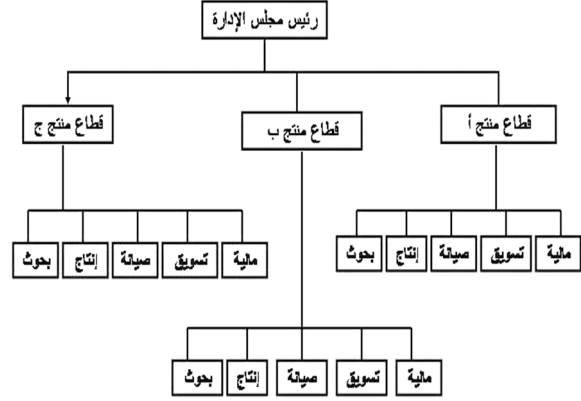 رئيس مجلس الإدارة
قطاع منتج أ
قطاع منتج ب
قطاع منتج ج
مالية
تسويق
صيانة
إنتاج
بحوث
مالية
تسويق
صيانة
إنتاج
بحوث
مالية
تسويق
صيانة
إنتاج
بحوث